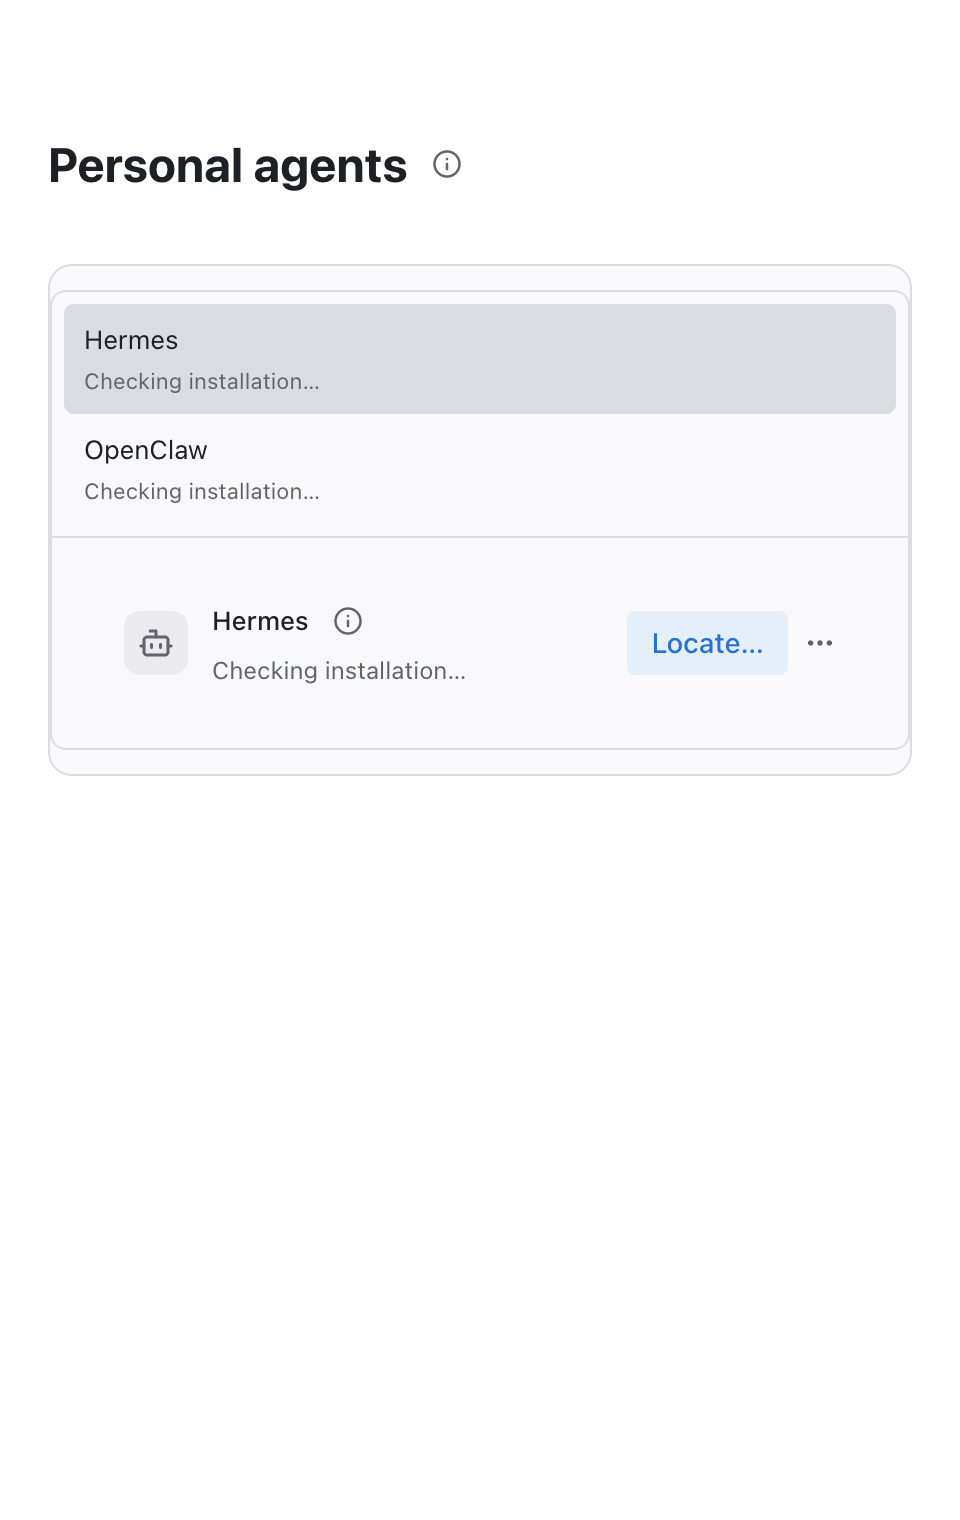 Personal agents
Hermes
Checking installation...
OpenClaw
Checking installation...
Hermes
Checking installation...
Locate...